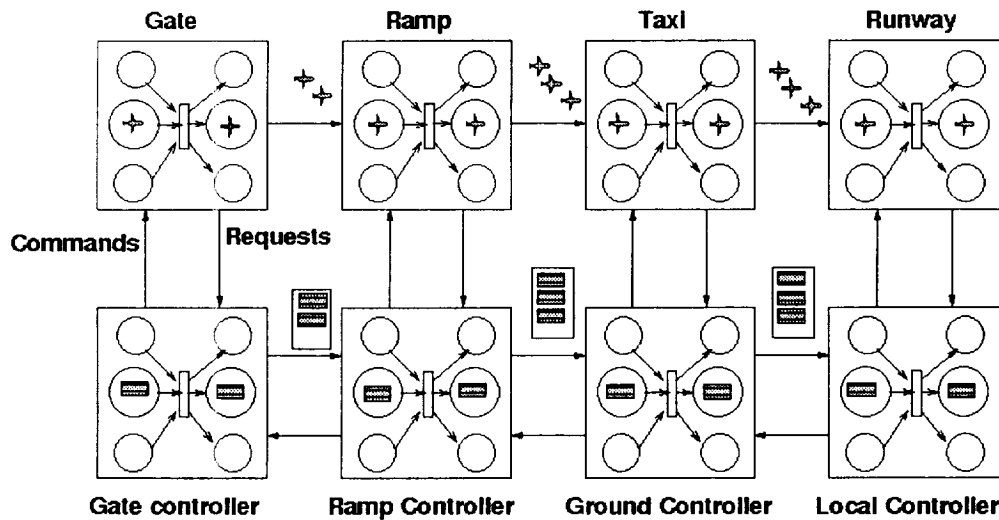 Gate Ramp Taxi Runway
Commands Requests
Gate controller Ramp Controller Ground Controller Local Controller